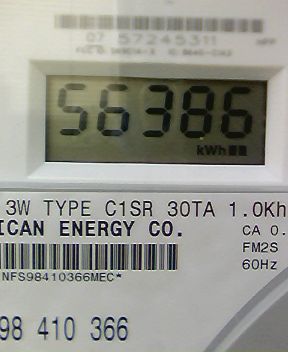 07 57245311
56386
kWh
3W TYPE C1SR 30TA 1.0Kh
ICAN ENERGY CO.
CA 0.
FM2S
60Hz
NFS98410366MEC*
98 410 366